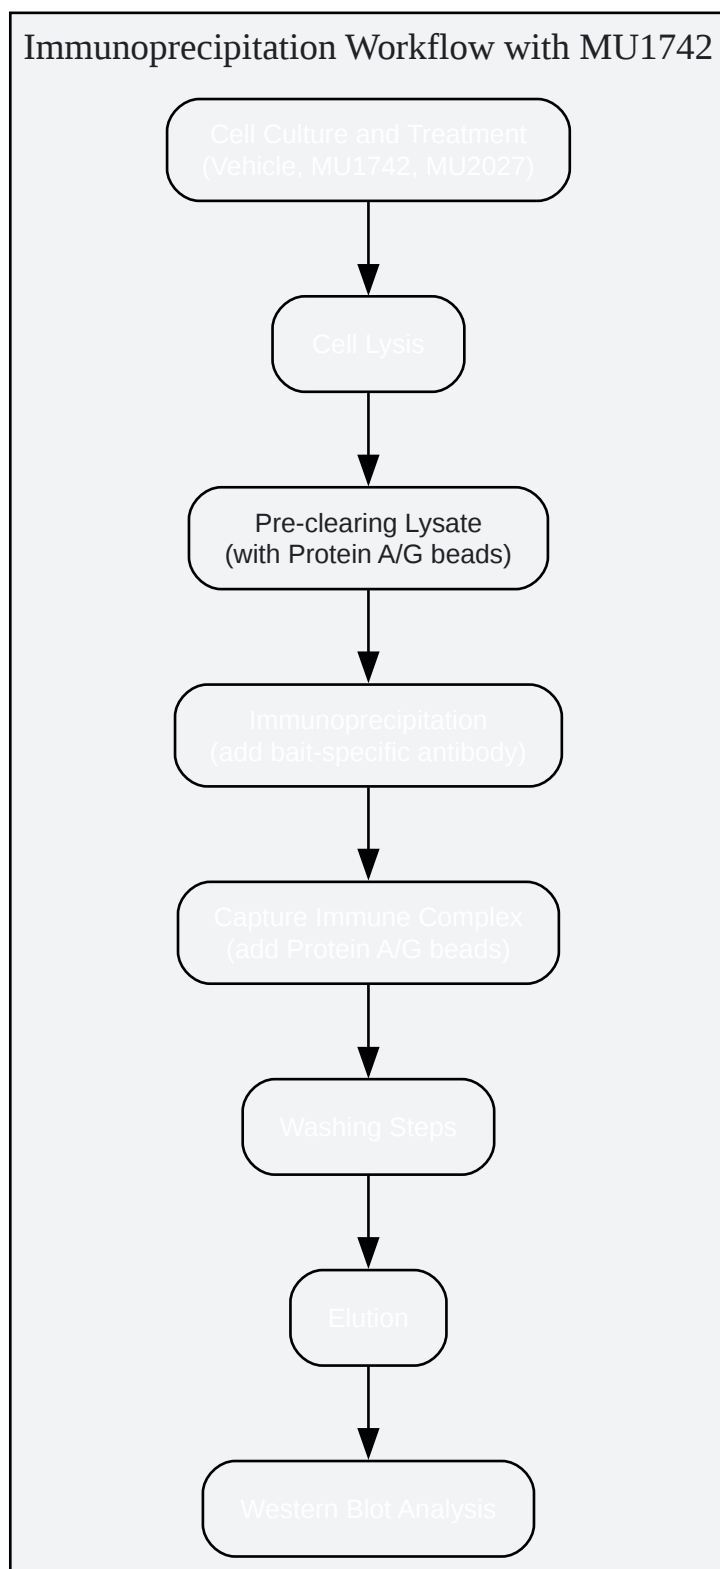 Immunoprecipitation Workflow with MU1742
Cell Culture and Treatment
(Vehicle, MU1742, MU2027)
Cell Lysis
Pre-clearing Lysate
(with Protein A/G beads)
Immunoprecipitation
(add bait-specific antibody)
Capture Immune Complex
(add Protein A/G beads)
Washing Steps
Elution
Western Blot Analysis